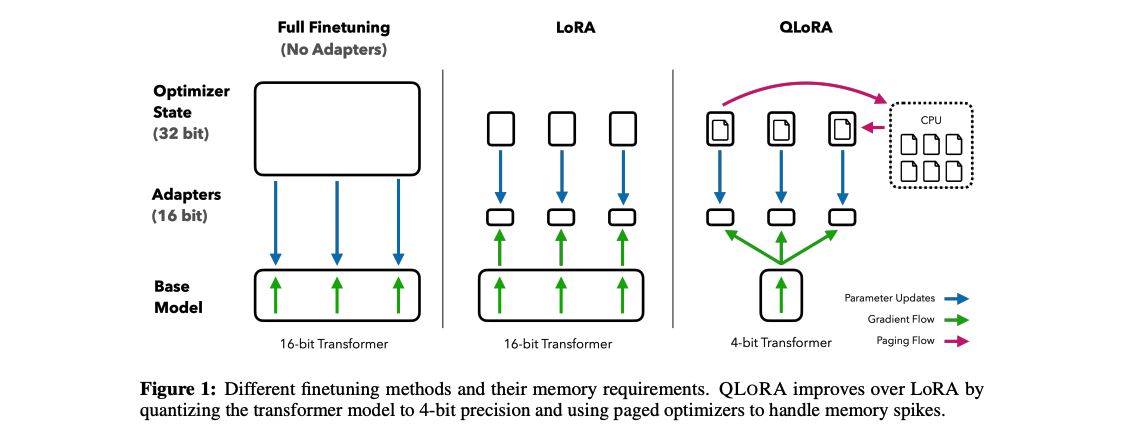 Full Finetuning
(No Adapters)
LoRA
QLoRA
Optimizer
State
(32 bit)
CPU
Adapters
(16 bit)
Base
Model
Parameter Updates
Gradient Flow
Paging Flow
16-bit Transformer
16-bit Transformer
4-bit Transformer
Figure 1: Different finetuning methods and their memory requirements. QLORA improves over LoRA by
quantizing the transformer model to 4-bit precision and using paged optimizers to handle memory spikes.